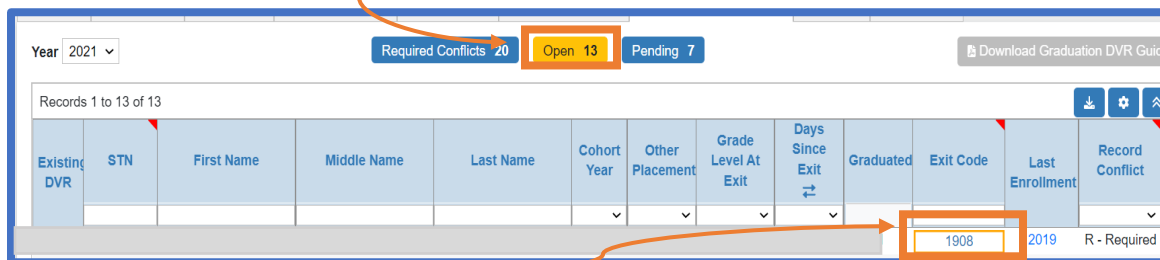 Year 2021 Required Conflicts 20 Open 13 Pending 7 Download Graduation DVR Guid
Records 1 to 13 of 13
Existing DVR STN First Name Middle Name Last Name Cohort Year Other Placement Grade Level At Exit Days Since Exit Graduated Exit Code Last Enrollment Record Conflict
1908 2019 R - Required